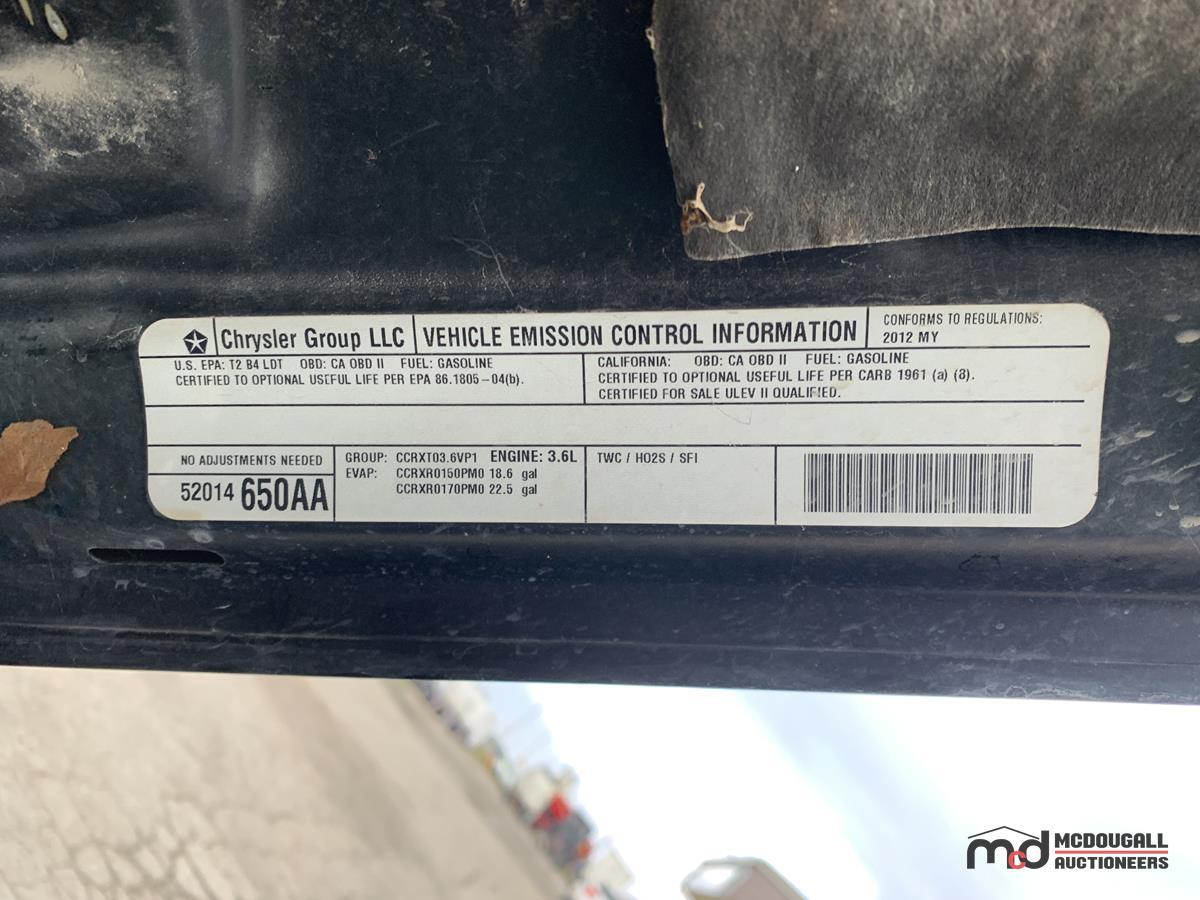 Chrysler Group LLC
VEHICLE EMISSION CONTROL INFORMATION
CONFORMS TO REGULATIONS:
2012 MY
U.S. EPA: T2 B4 LDT OBD: CA OBD II FUEL: GASOLINE
CERTIFIED TO OPTIONAL USEFUL LIFE PER EPA 86.1805-04(b).
CALIFORNIA: OBD: CA OBD II FUEL: GASOLINE
CERTIFIED TO OPTIONAL USEFUL LIFE PER CARB 1961 (a) (8).
CERTIFIED FOR SALE ULEV II QUALIFIED.
NO ADJUSTMENTS NEEDED
52014 650AA
GROUP: CCRXT03.6VP1 ENGINE: 3.6L
EVAP: CCRXR0150PM0 18.6 gal
CCRXR0170PM0 22.5 gal
TWC / HO2S / SFI
mcd MCDOUGALL
AUCTIONEERS